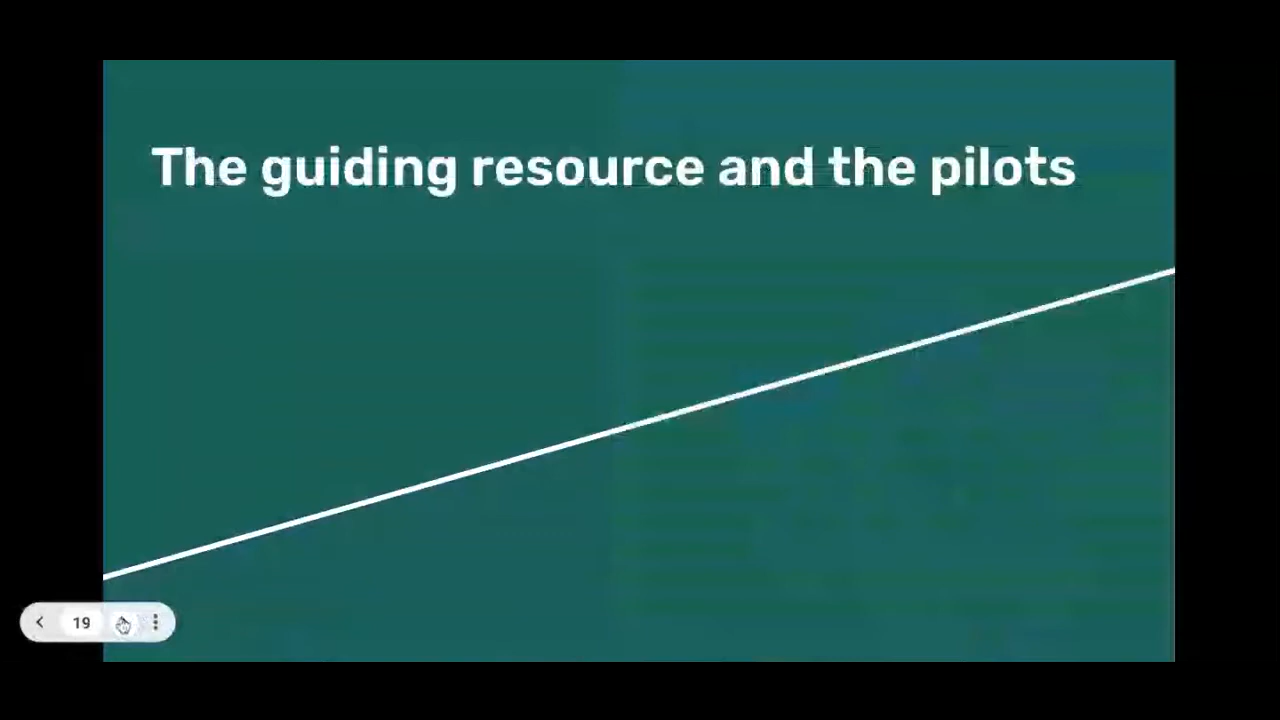 The guiding resource and the pilots
19